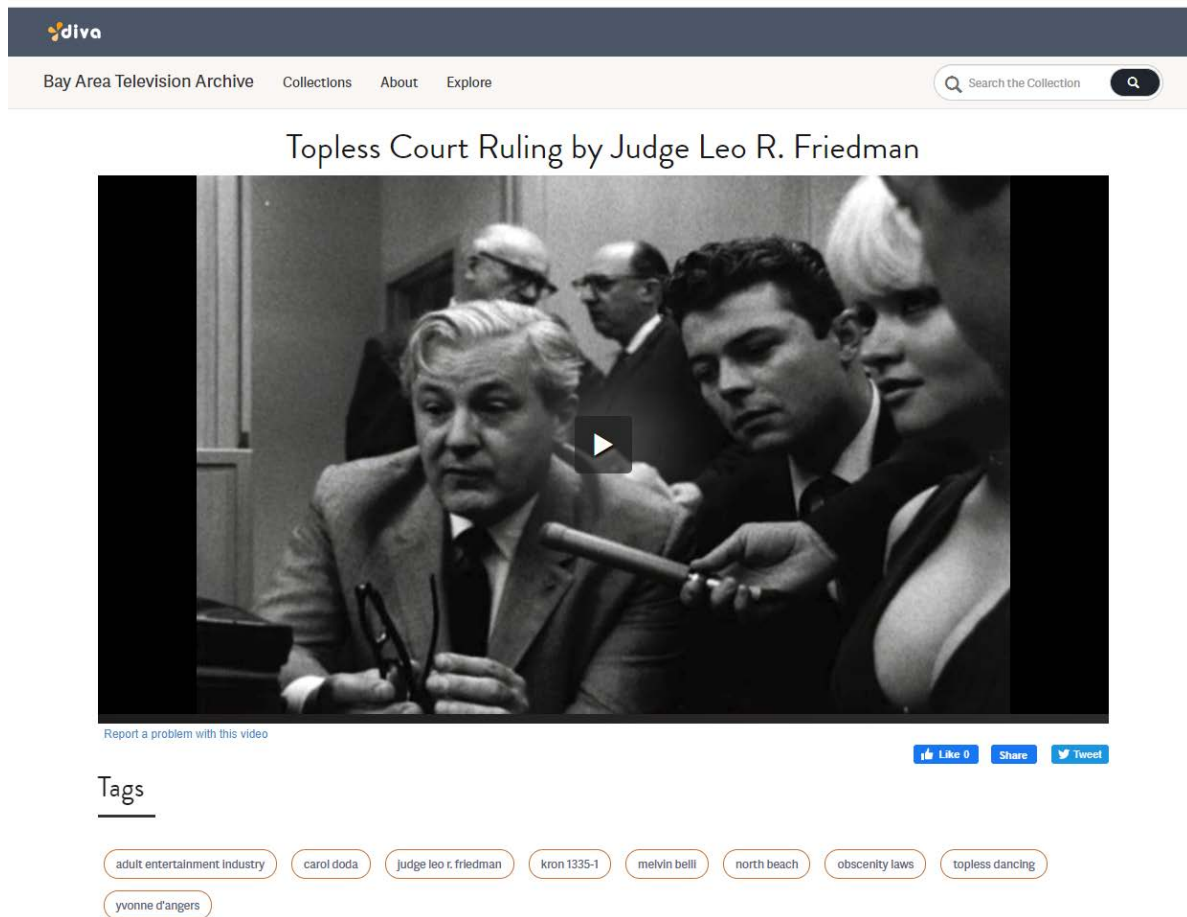 diva
Bay Area Television Archive Collections About Explore Search the Collection
Topless Court Ruling by Judge Leo R. Friedman
Report a problem with this video
Like 0 Share Tweet
Tags
adult entertainment industry carol doda judge leo r. friedman kron 1335-1 melvin belli north beach obscenity laws topless dancing
yvonne d'angers